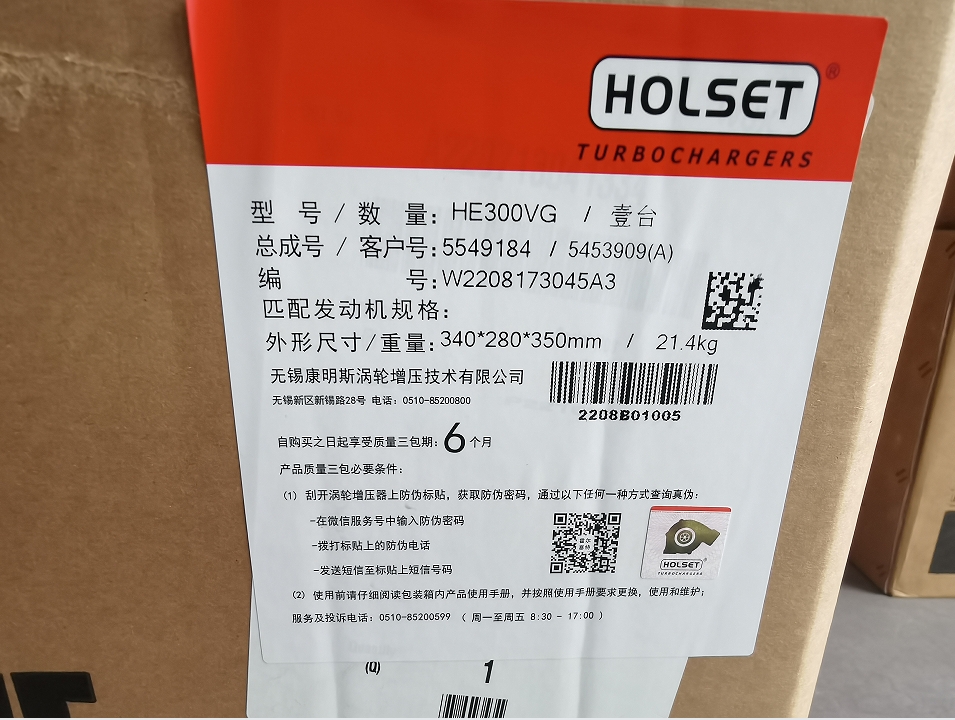 HOLSET®
TURBOCHARGERS
型 号 / 数 量: HE300VG / 壹台
总成号 / 客户号: 5549184 / 5453909(A)
编 号: W2208173045A3
匹配发动机规格:
外形尺寸/重量: 340*280*350mm / 21.4kg
无锡康明斯涡轮增压技术有限公司
无锡新区新锡路28号 电话: 0510-85200800
2208B01005
自购买之日起享受质量三包期: 6个月
产品质量三包必要条件:
(1) 刮开涡轮增压器上防伪标贴, 获取防伪密码, 通过以下任何一种方式查询真伪:
-在微信服务号中输入防伪密码
-拨打标贴上的防伪电话
-发送短信至标贴上短信号码
HOLSET®
TURBOCHARGERS
(2) 使用前请仔细阅读包装箱内产品使用手册, 并按照使用手册要求更换, 使用和维护;
服务及投诉电话: 0510-85200599 ( 周一至周五 8:30 - 17:00 )
(Q) 1